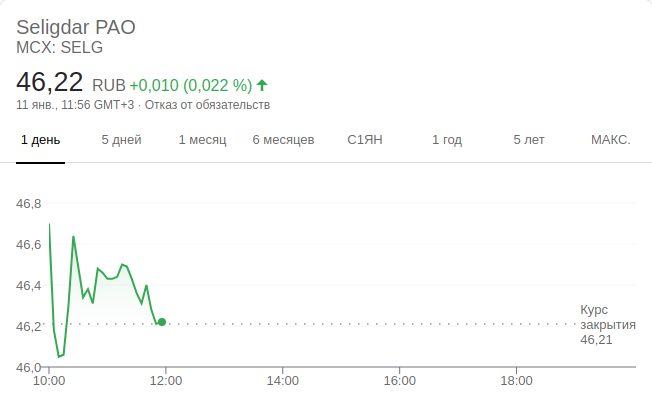 Seligdar PAO
MCX: SELG
46,22 RUB +0,010 (0,022 %)
11 янв., 11:56 GMT+3 · Отказ от обязательств
1 день 5 дней 1 месяц 6 месяцев С1ЯН 1 год 5 лет МАКС.
46,8
46,6
46,4
46,2
46,0
Курс
закрытия
46,21
10:00 12:00 14:00 16:00 18:00